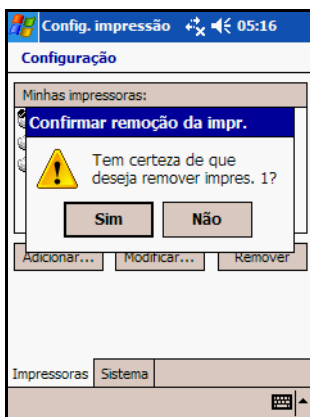 Config. impressão 05:16
Configuração
Minhas impressoras:
Confirmar remoção da impr.
Tem certeza de que
deseja remover impres. 1?
Sim Não
Adicionar... Modificar... Remover
Impressoras Sistema